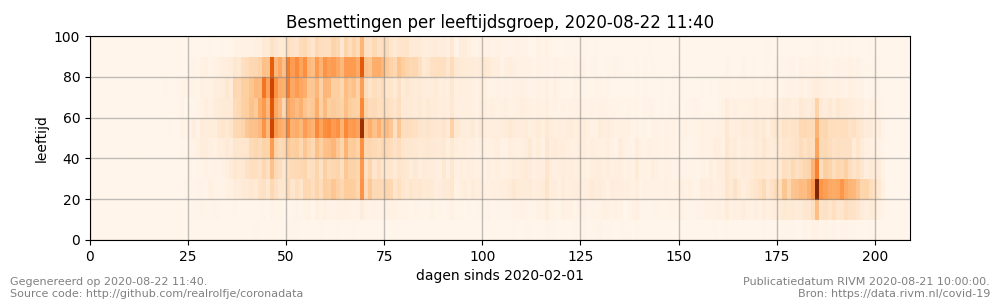 Besmettingen per leeftijdsgroep, 2020-08-22 11:40
100
80
60
40
20
0
leeftijd
0 25 50 75 100 125 150 175 200
dagen sinds 2020-02-01
Gegenereerd op 2020-08-22 11:40.
Source code: http://github.com/realrolfje/coronadata
Publicatiedatum RIVM 2020-08-21 10:00:00.
Bron: https://data.rivm.nl/covid-19